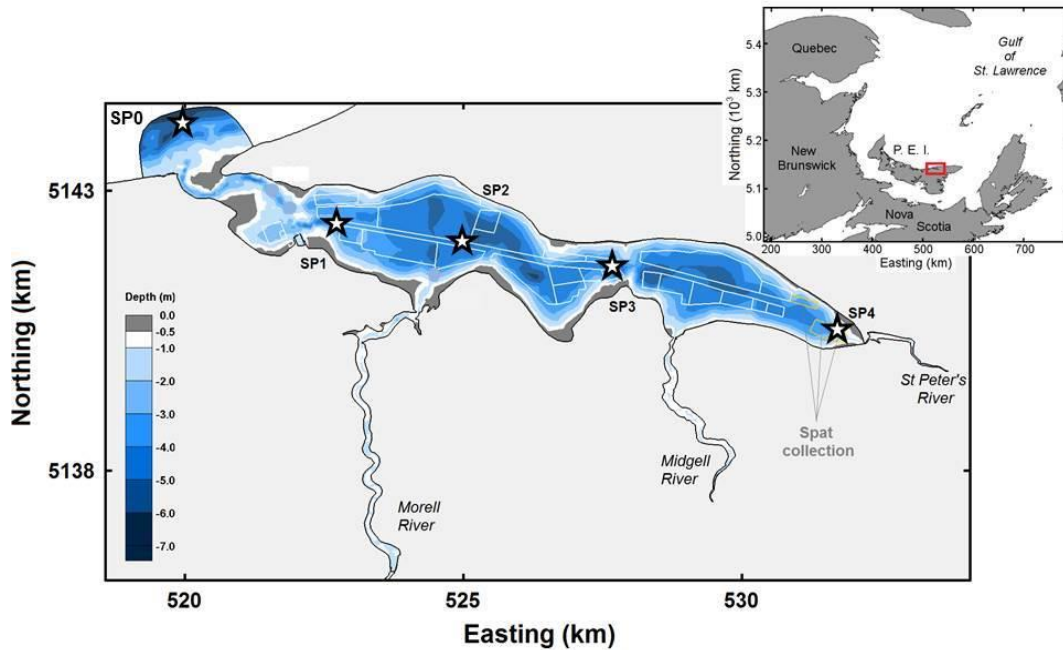 5.4
5.3
5.2
5.1
5.0
Northing (10³ km)
Quebec
Gulf
of
St. Lawrence
P. E. I.
New
Brunswick
Nova
Scotia
200 300 400 500 600 700
Easting (km)
SP0
SP1
SP2
SP3
SP4
5143
5138
Northing (km)
Depth (m)
0.0
-0.5
-1.0
-2.0
-3.0
-4.0
-5.0
-6.0
-7.0
St Peter's
River
Spat
collection
Midgell
River
Morell
River
520 525 530
Easting (km)